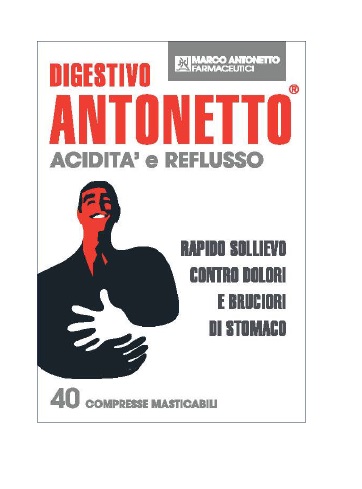 MARCO ANTONETTO
FARMACEUTICI
DIGESTIVO
ANTONETTO®
ACIDITA' e REFLUSSO
RAPIDO SOLLIEVO
CONTRO DOLORI
E BRUCIORI
DI STOMACO
40 COMPRESSE MASTICABILI